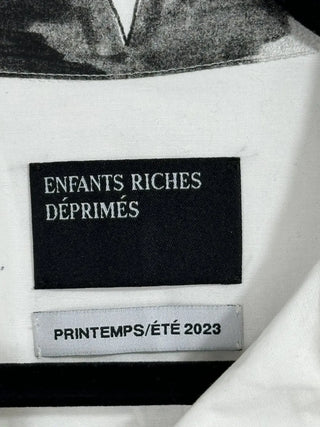 ENFANTS RICHES
DÉPRIMÉS
PRINTEMPS/ÉTÉ 2023